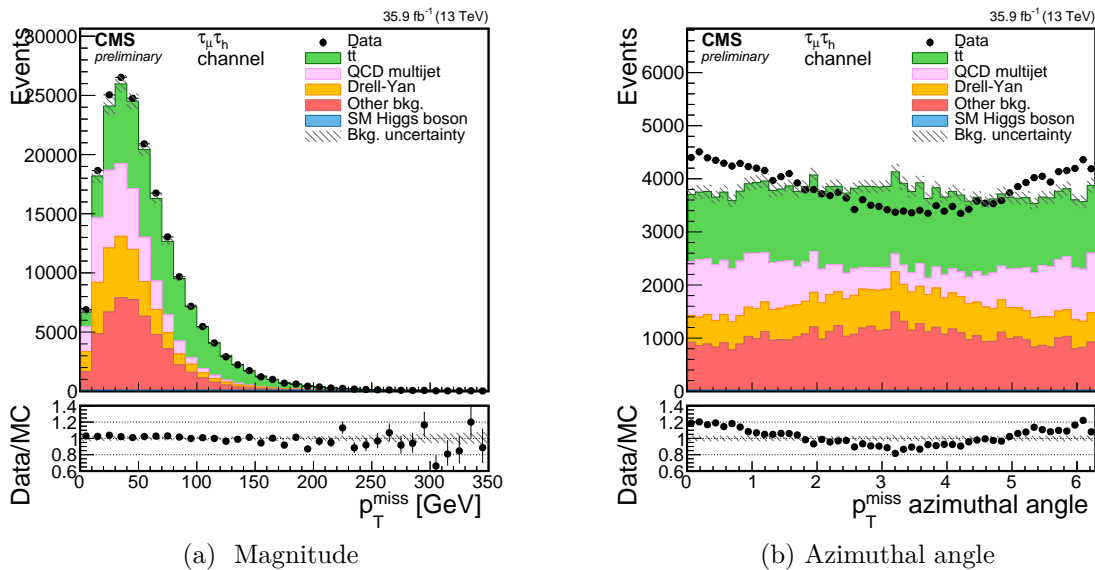 35.9 fb⁻¹ (13 TeV)
Events
30000
25000
20000
15000
10000
5000
0
CMS
preliminary
τμτh
channel
Data
tt̄
QCD multijet
Drell-Yan
Other bkg.
SM Higgs boson
Bkg. uncertainty
Data/MC
1.4
1.2
1
0.8
0.6
0 50 100 150 200 250 300 350
p_T^miss [GeV]
(a) Magnitude
35.9 fb⁻¹ (13 TeV)
Events
6000
5000
4000
3000
2000
1000
0
CMS
preliminary
τμτh
channel
Data
tt̄
QCD multijet
Drell-Yan
Other bkg.
SM Higgs boson
Bkg. uncertainty
Data/MC
1.4
1.2
1
0.8
0.6
0 1 2 3 4 5 6
p_T^miss azimuthal angle
(b) Azimuthal angle